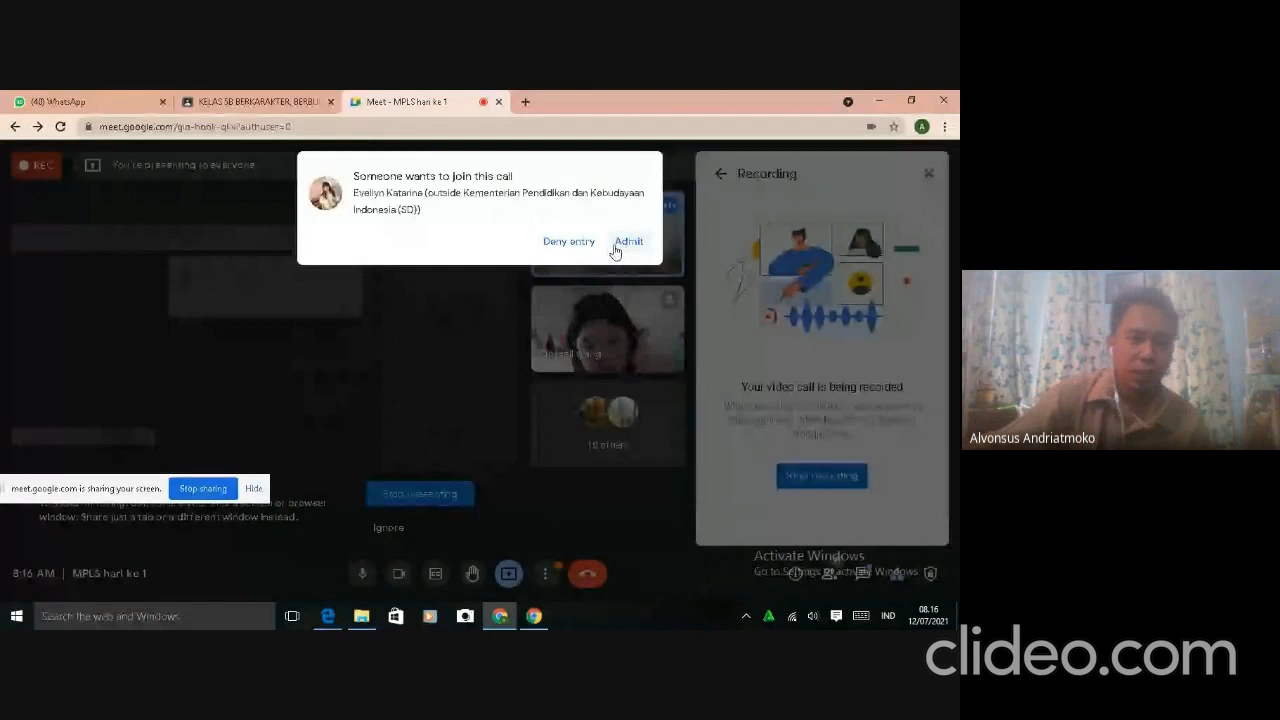 (40) WhatsApp
KELAS 5B BERKARAKTER, BERBU
Meet - MPLS hari ke 1
meet.google.com/gio-hook-qkv?authuser=0
REC
You're presenting to everyone
Someone wants to join this call
Evellyn Katarina (outside Kementerian Pendidikan dan Kebudayaan
Indonesia (SD))
Deny entry
Admit
Recording
Your video call is being recorded
Stop recording
12 others
meet.google.com is sharing your screen.
Stop sharing
Hide
Stop presenting
window. Share just a tab or a different window instead.
Ignore
Alvonsus Andriatmoko
Activate Windows
Go to Settings to activate Windows.
8:16 AM | MPLS hari ke 1
Search the web and Windows
IND
08.16
12/07/2021
clideo.com